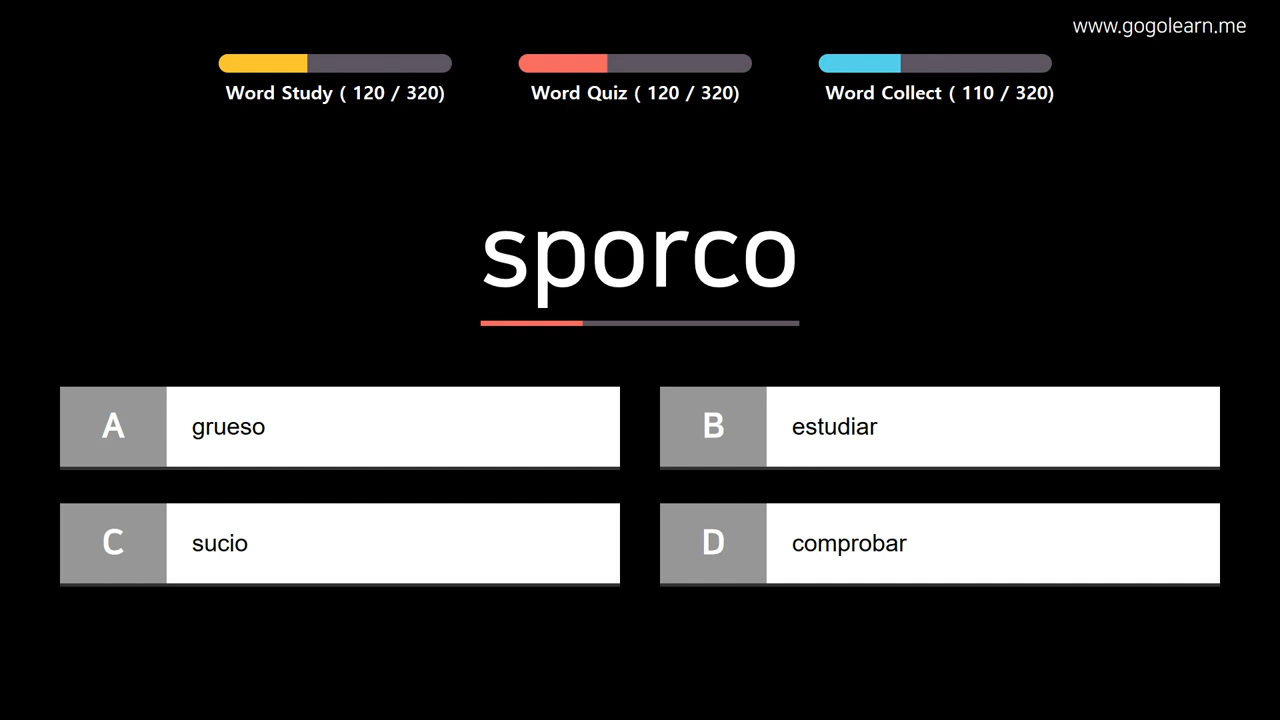 www.gogolearn.me
Word Study ( 120 / 320)
Word Quiz ( 120 / 320)
Word Collect ( 110 / 320)
sporco
A grueso
B estudiar
C sucio
D comprobar